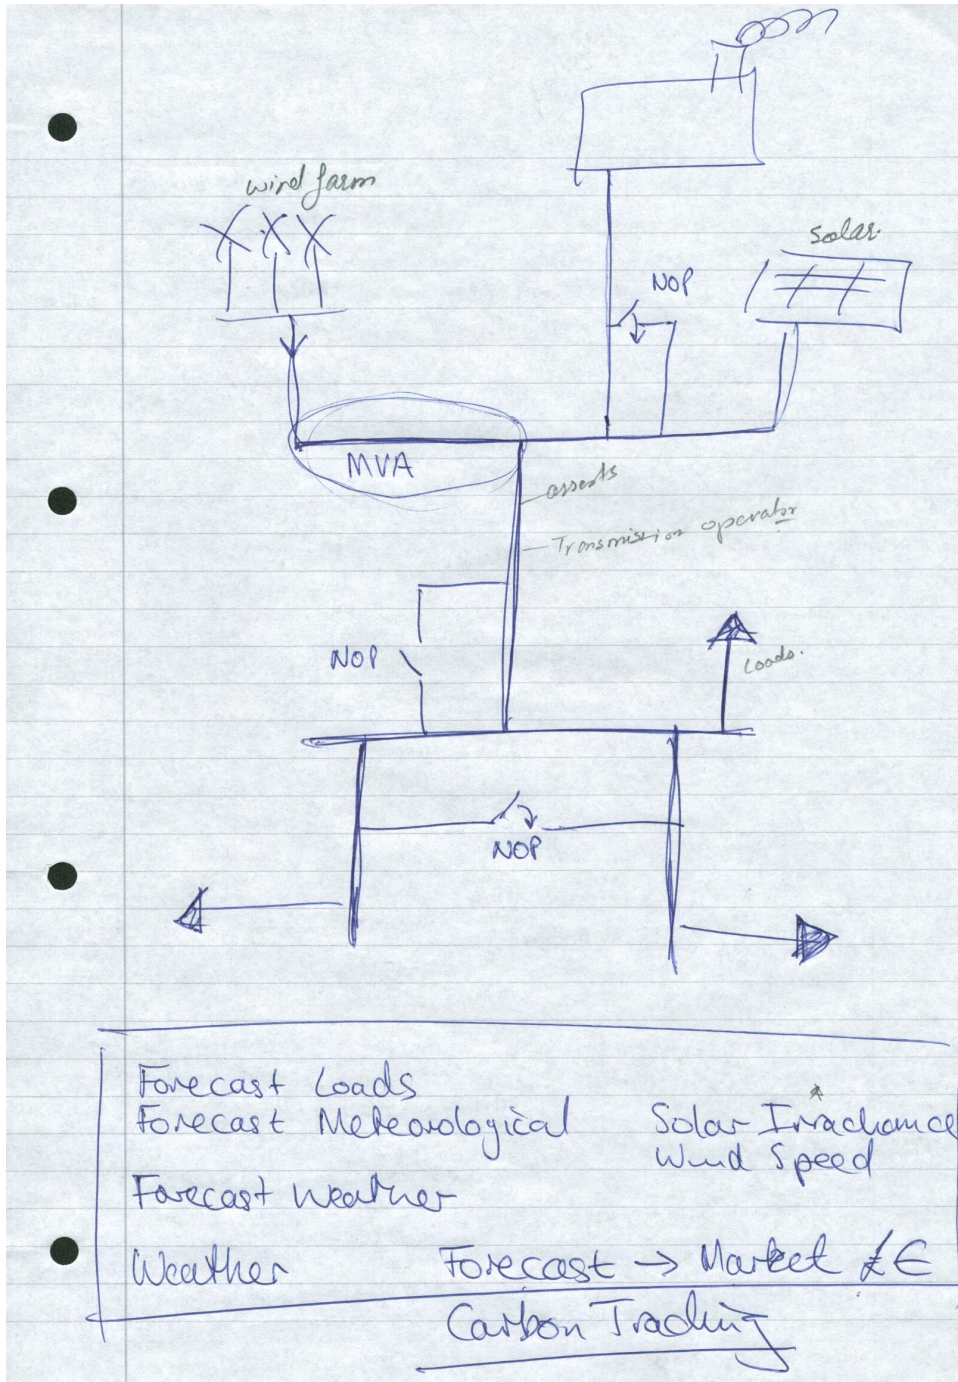 wind farm
solar
NOP
MVA
assests
Transmission operator
NOP
Loads.
NOP
Forecast Loads
Forecast Meteorological Solar Irradiance
Wind Speed
Forecast Weather
Weather Forecast → Market £€
Carbon Trading